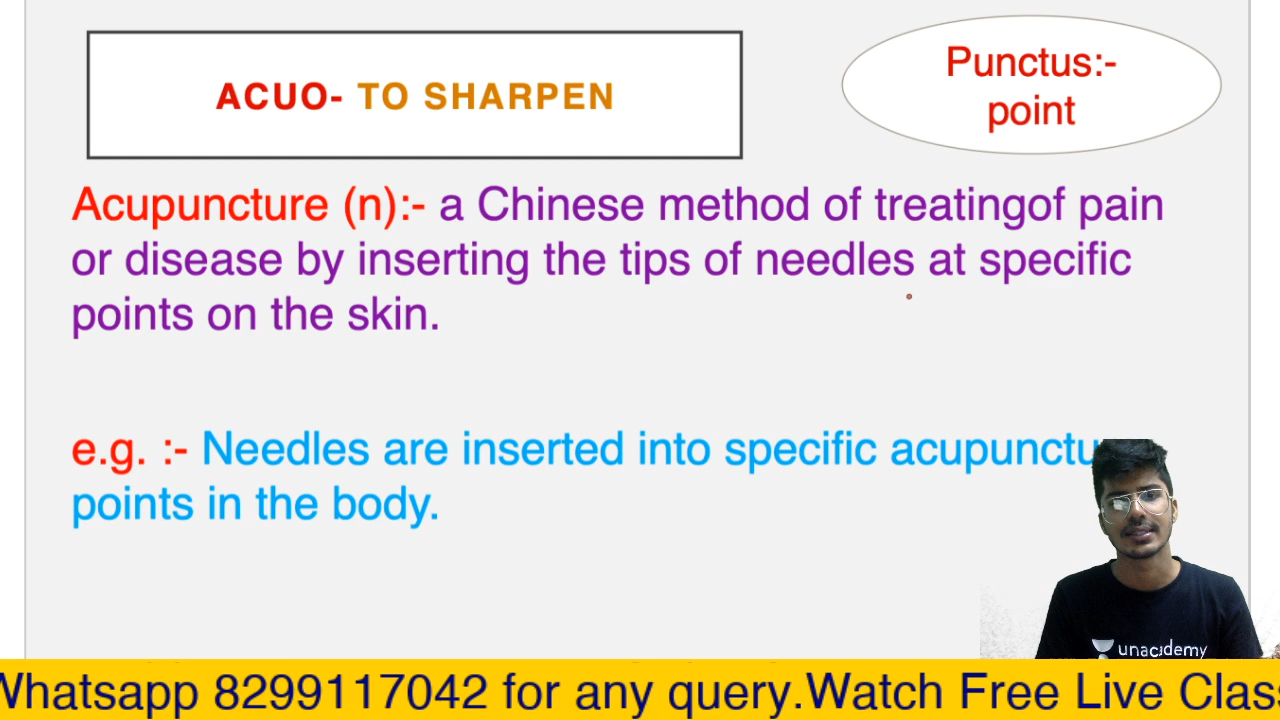 ACUO- TO SHARPEN
Punctus:-
point
Acupuncture (n):- a Chinese method of treatingof pain
or disease by inserting the tips of needles at specific
points on the skin.
e.g. :- Needles are inserted into specific acupunctu
points in the body.
unacademy
Whatsapp 8299117042 for any query.Watch Free Live Clas